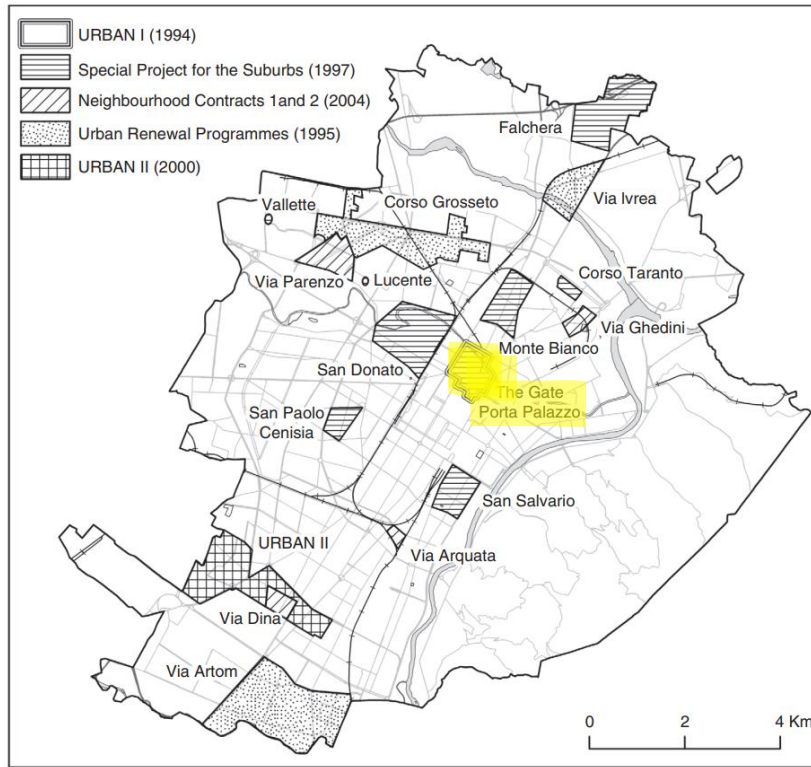 URBAN I (1994)
Special Project for the Suburbs (1997)
Neighbourhood Contracts 1and 2 (2004)
Urban Renewal Programmes (1995)
URBAN II (2000)
Falchera
Vallette
Corso Grosseto
Via Ivrea
Via Parenzo
Lucente
Corso Taranto
Via Ghedini
Monte Bianco
San Donato
The Gate
Porta Palazzo
San Paolo
Cenisia
San Salvario
URBAN II
Via Arquata
Via Dina
Via Artom
0 2 4 Km